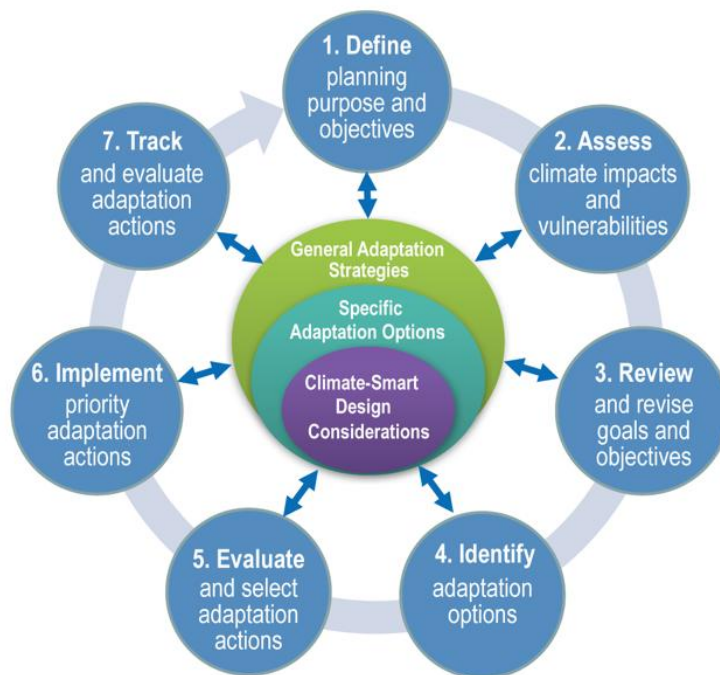 1. Define
planning
purpose and
objectives
2. Assess
climate impacts
and
vulnerabilities
3. Review
and revise
goals and
objectives
4. Identify
adaptation
options
5. Evaluate
and select
adaptation
actions
6. Implement
priority
adaptation
actions
7. Track
and evaluate
adaptation
actions
General Adaptation
Strategies
Specific
Adaptation Options
Climate-Smart
Design
Considerations